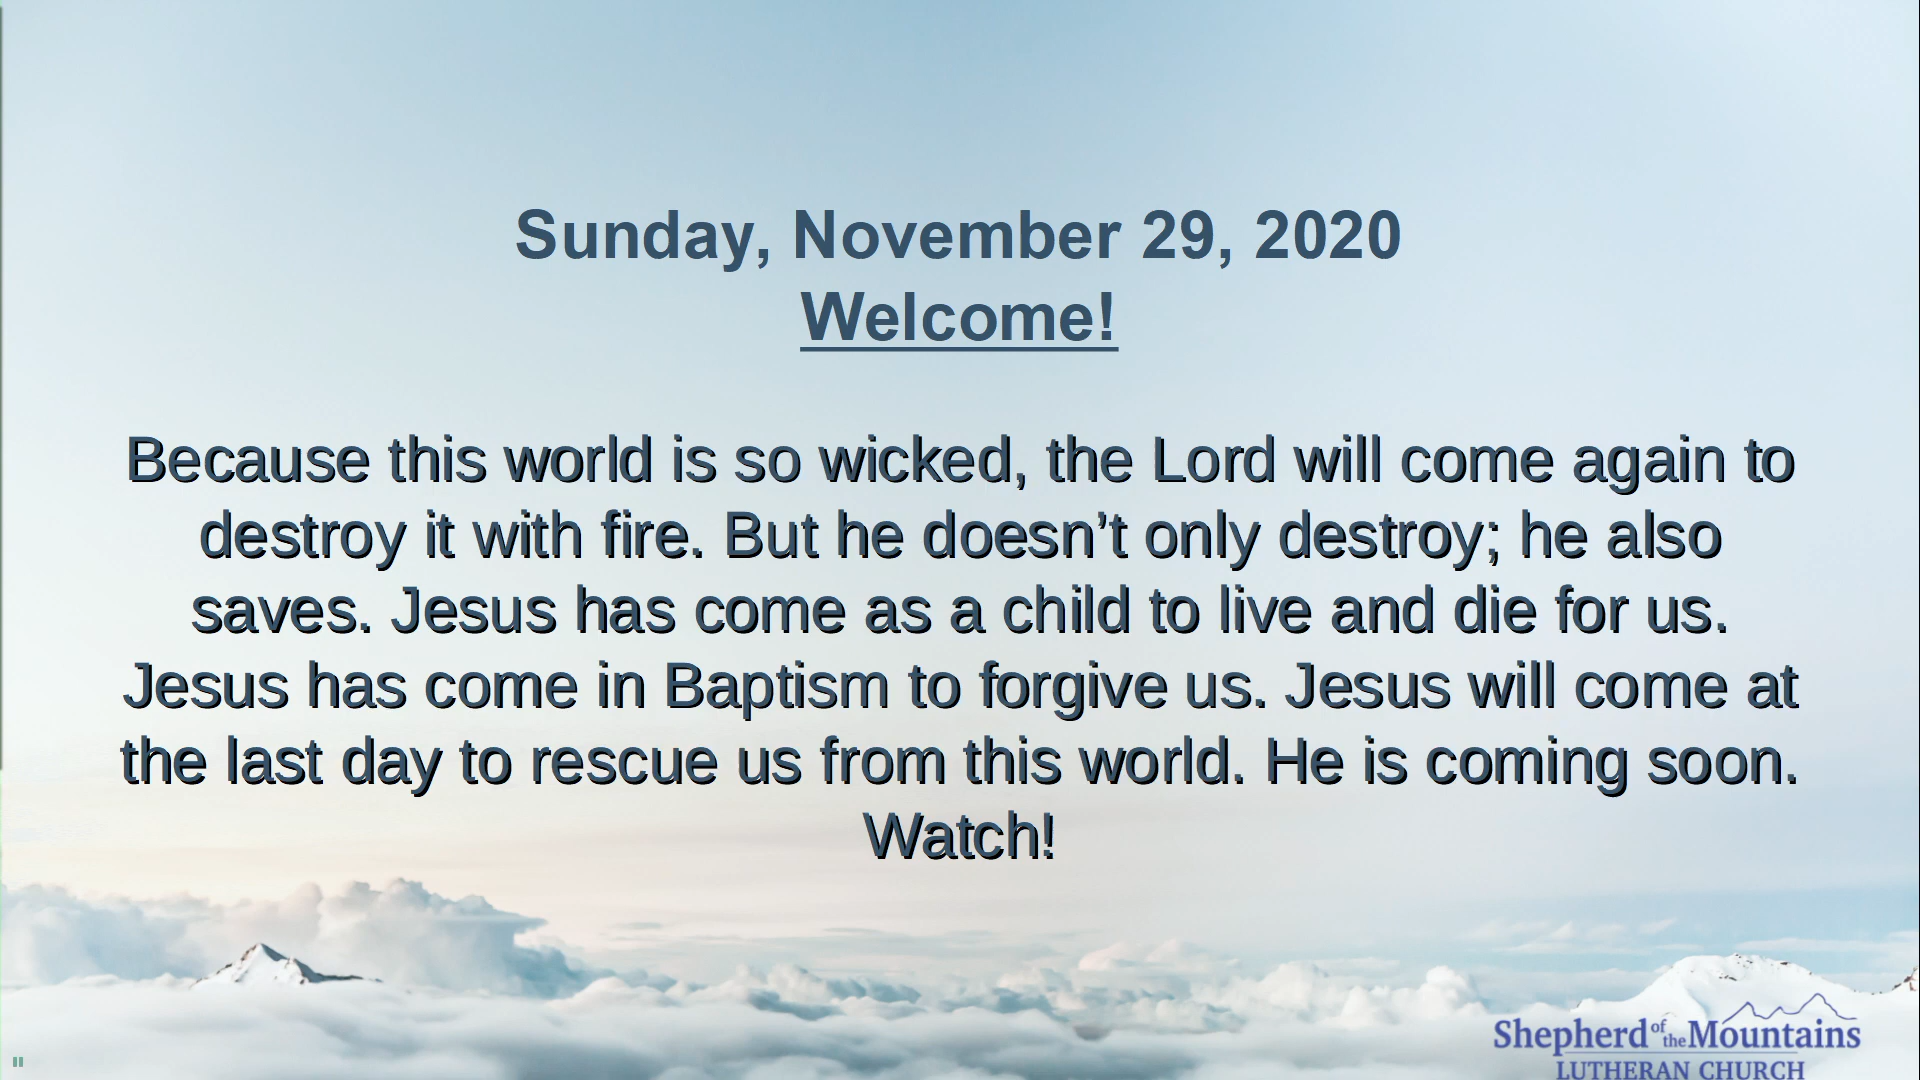 Sunday, November 29, 2020
Welcome!
Because this world is so wicked, the Lord will come again to
destroy it with fire. But he doesn’t only destroy; he also
saves. Jesus has come as a child to live and die for us.
Jesus has come in Baptism to forgive us. Jesus will come at
the last day to rescue us from this world. He is coming soon.
Watch!
Shepherd of the Mountains
LUTHERAN CHURCH